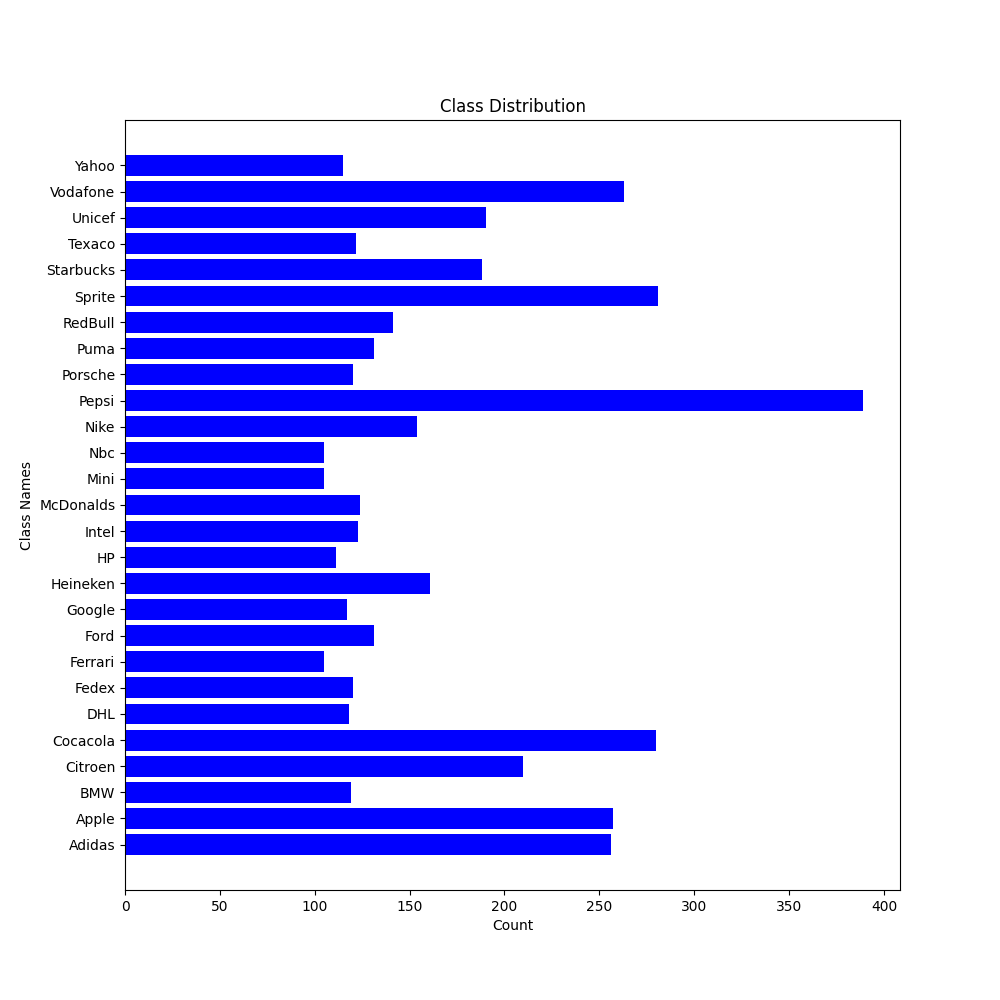 Class Distribution
Yahoo
Vodafone
Unicef
Texaco
Starbucks
Sprite
RedBull
Puma
Porsche
Pepsi
Nike
Nbc
Mini
McDonalds
Intel
HP
Heineken
Google
Ford
Ferrari
Fedex
DHL
Cocacola
Citroen
BMW
Apple
Adidas
Class Names
0 50 100 150 200 250 300 350 400
Count